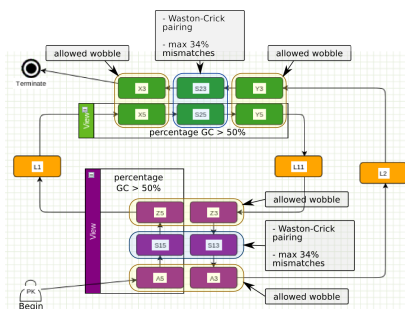 - Waston-Crick
pairing
- max 34%
mismatches
allowed wobble
allowed wobble
X3
S23
Y3
Terminate
View
X5
S25
Y5
percentage GC > 50%
L1
L11
L2
percentage
GC > 50%
View
allowed wobble
Z5
Z3
- Waston-Crick
pairing
- max 34%
mismatches
S15
S13
PK
A5
A3
allowed wobble
Begin